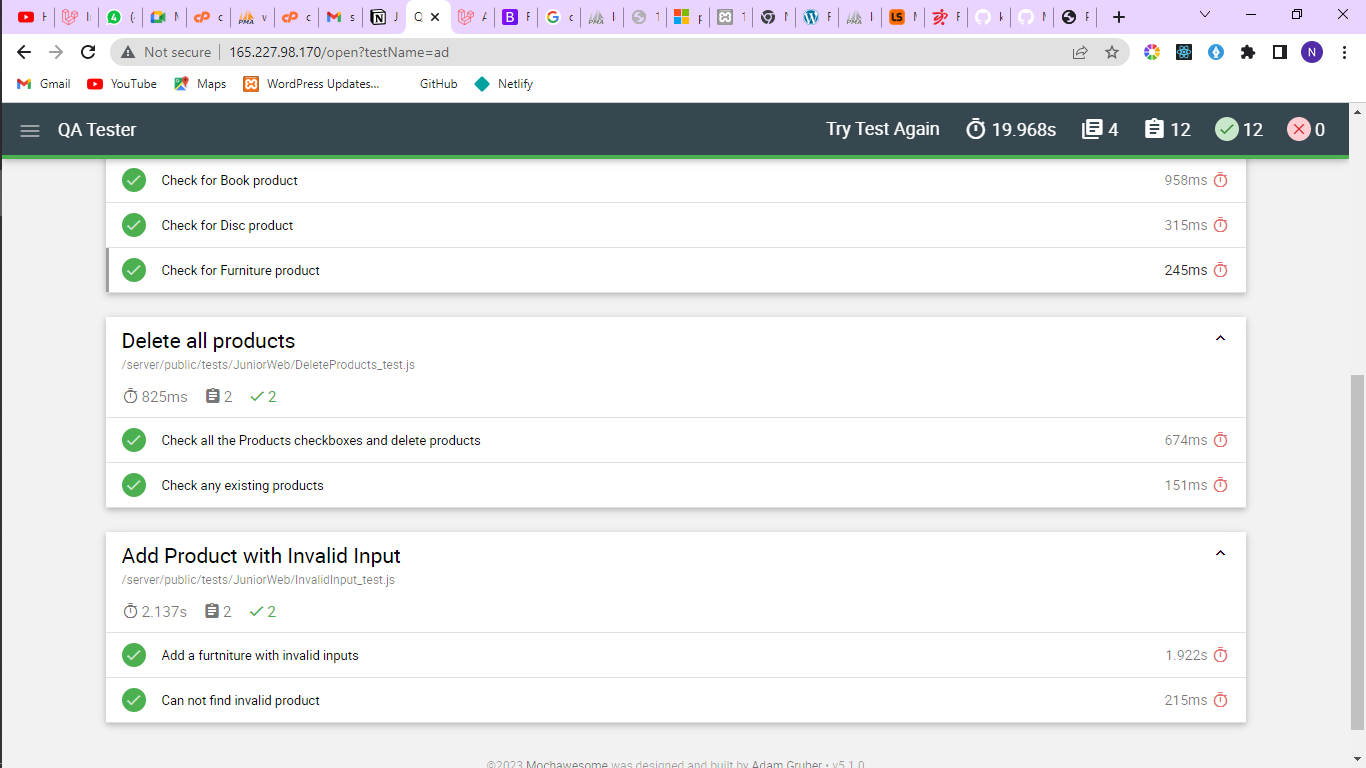 Not secure 165.227.98.170/open?testName=ad
N
Gmail YouTube Maps WordPress Updates... GitHub Netlify
QA Tester Try Test Again 19.968s 4 12 12 0
Check for Book product 958ms
Check for Disc product 315ms
Check for Furniture product 245ms
Delete all products
/server/public/tests/JuniorWeb/DeleteProducts_test.js
825ms 2 2
Check all the Products checkboxes and delete products 674ms
Check any existing products 151ms
Add Product with Invalid Input
/server/public/tests/JuniorWeb/InvalidInput_test.js
2.137s 2 2
Add a furtniture with invalid inputs 1.922s
Can not find invalid product 215ms
©2023 Mochawesome was designed and built by Adam Gruber • v5.1.0